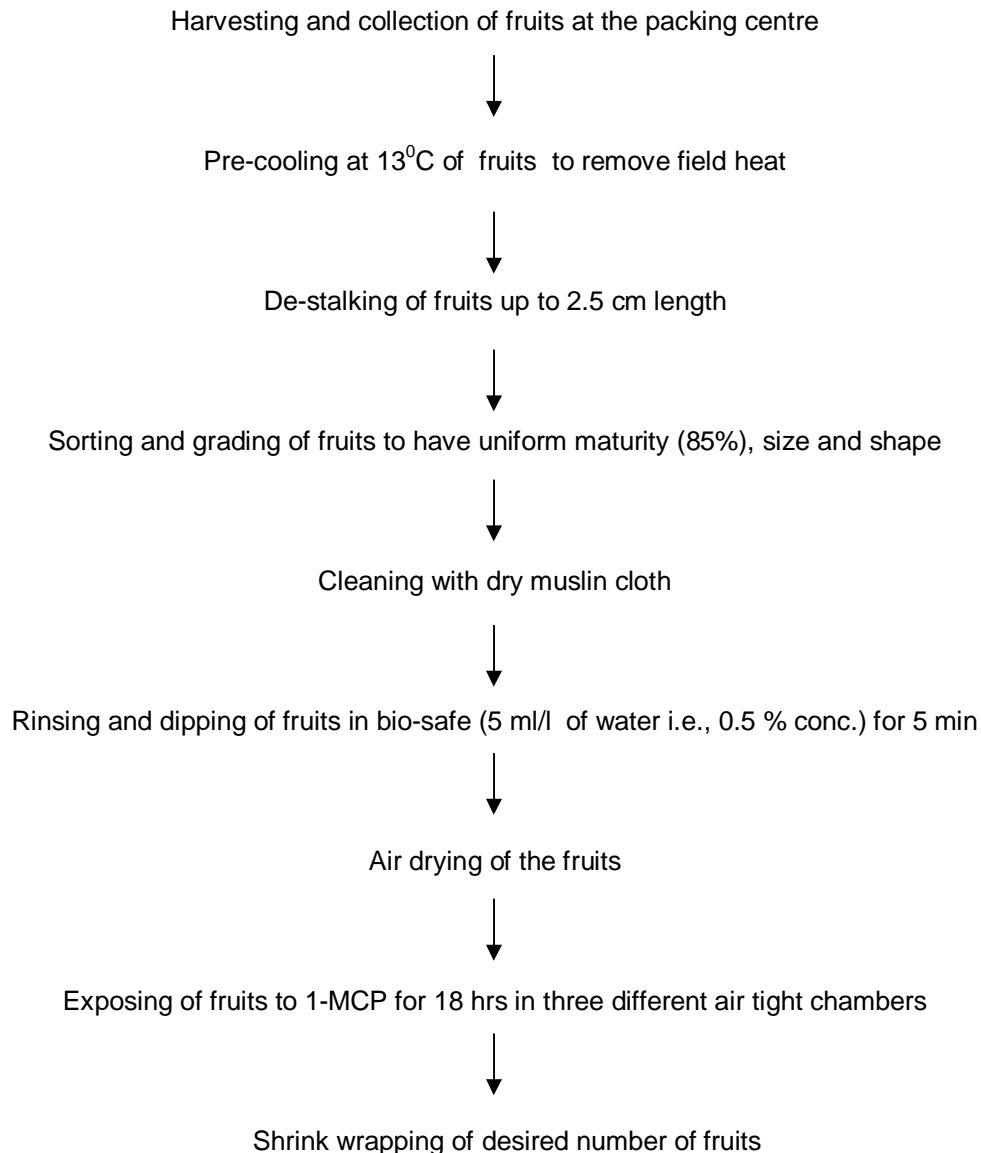 Harvesting and collection of fruits at the packing centre
Pre-cooling at 13⁰C of fruits to remove field heat
De-stalking of fruits up to 2.5 cm length
Sorting and grading of fruits to have uniform maturity (85%), size and shape
Cleaning with dry muslin cloth
Rinsing and dipping of fruits in bio-safe (5 ml/l of water i.e., 0.5 % conc.) for 5 min
Air drying of the fruits
Exposing of fruits to 1-MCP for 18 hrs in three different air tight chambers
Shrink wrapping of desired number of fruits